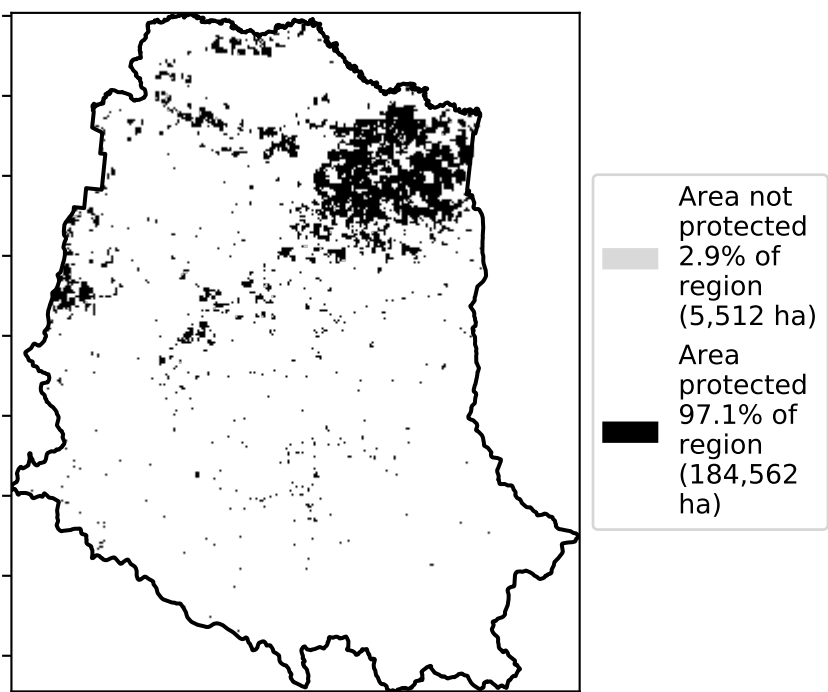 Area not
protected
2.9% of
region
(5,512 ha)
Area
protected
97.1% of
region
(184,562
ha)